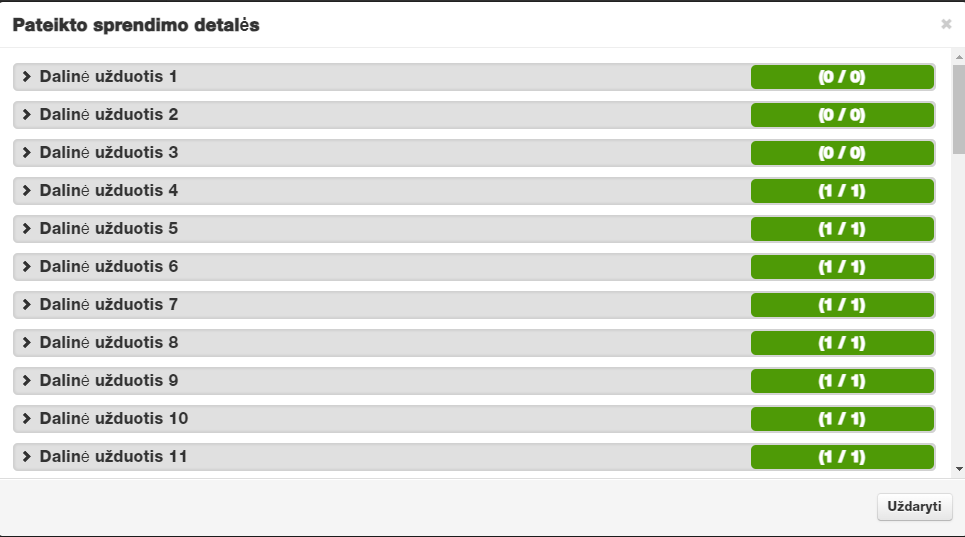 Pateikto sprendimo detalės
×
Dalinė užduotis 1 (0 / 0)
Dalinė užduotis 2 (0 / 0)
Dalinė užduotis 3 (0 / 0)
Dalinė užduotis 4 (1 / 1)
Dalinė užduotis 5 (1 / 1)
Dalinė užduotis 6 (1 / 1)
Dalinė užduotis 7 (1 / 1)
Dalinė užduotis 8 (1 / 1)
Dalinė užduotis 9 (1 / 1)
Dalinė užduotis 10 (1 / 1)
Dalinė užduotis 11 (1 / 1)
Uždaryti